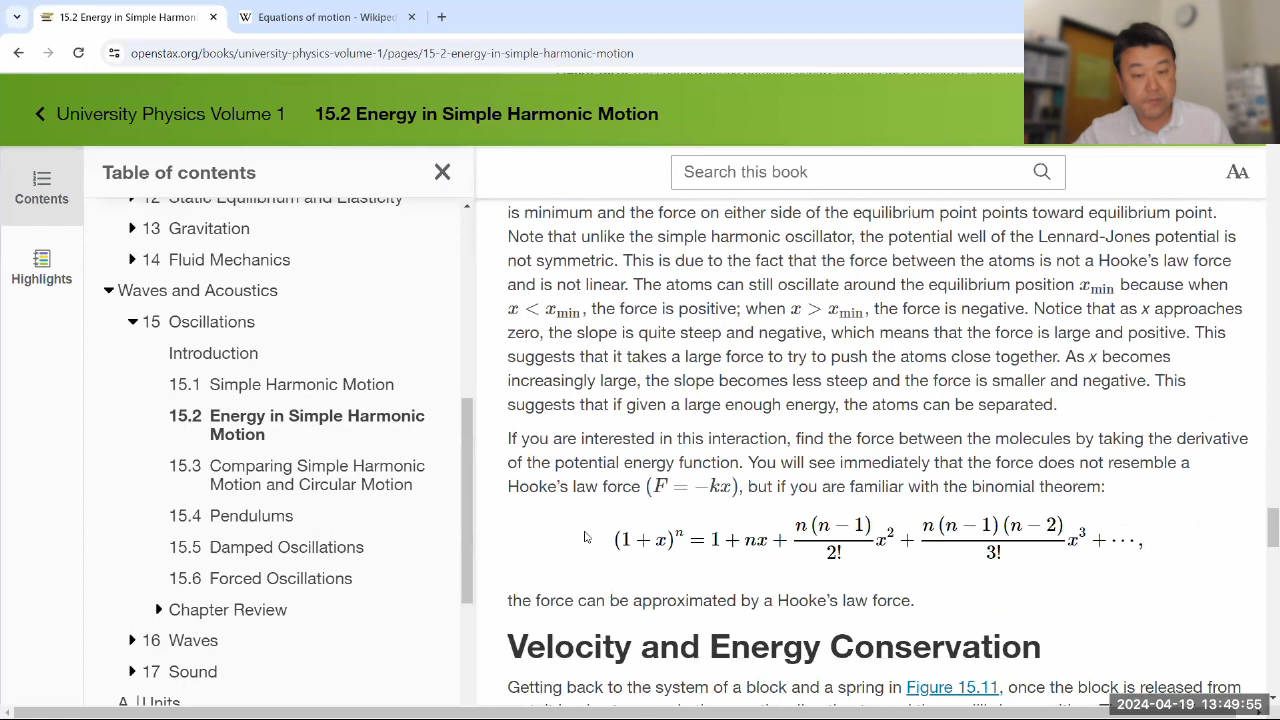 15.2 Energy in Simple Harmoni
Equations of motion - Wikiped
openstax.org/books/university-physics-volume-1/pages/15-2-energy-in-simple-harmonic-motion
University Physics Volume 1
15.2 Energy in Simple Harmonic Motion
Contents
Highlights
Table of contents
12 Static Equilibrium and Elasticity
13 Gravitation
14 Fluid Mechanics
Waves and Acoustics
15 Oscillations
Introduction
15.1 Simple Harmonic Motion
15.2 Energy in Simple Harmonic
Motion
15.3 Comparing Simple Harmonic
Motion and Circular Motion
15.4 Pendulums
15.5 Damped Oscillations
15.6 Forced Oscillations
Chapter Review
16 Waves
17 Sound
A | Units
Search this book
AA
is minimum and the force on either side of the equilibrium point points toward equilibrium point.
Note that unlike the simple harmonic oscillator, the potential well of the Lennard-Jones potential is
not symmetric. This is due to the fact that the force between the atoms is not a Hooke's law force
and is not linear. The atoms can still oscillate around the equilibrium position x_min because when
x < x_min, the force is positive; when x > x_min, the force is negative. Notice that as x approaches
zero, the slope is quite steep and negative, which means that the force is large and positive. This
suggests that it takes a large force to try to push the atoms close together. As x becomes
increasingly large, the slope becomes less steep and the force is smaller and negative. This
suggests that if given a large enough energy, the atoms can be separated.
If you are interested in this interaction, find the force between the molecules by taking the derivative
of the potential energy function. You will see immediately that the force does not resemble a
Hooke's law force (F = −kx), but if you are familiar with the binomial theorem:
(1 + x)^n = 1 + nx + n(n − 1)/2! x^2 + n(n − 1)(n − 2)/3! x^3 + ⋯,
the force can be approximated by a Hooke's law force.
Velocity and Energy Conservation
Getting back to the system of a block and a spring in Figure 15.11, once the block is released from
2024-04-19 13:49:55